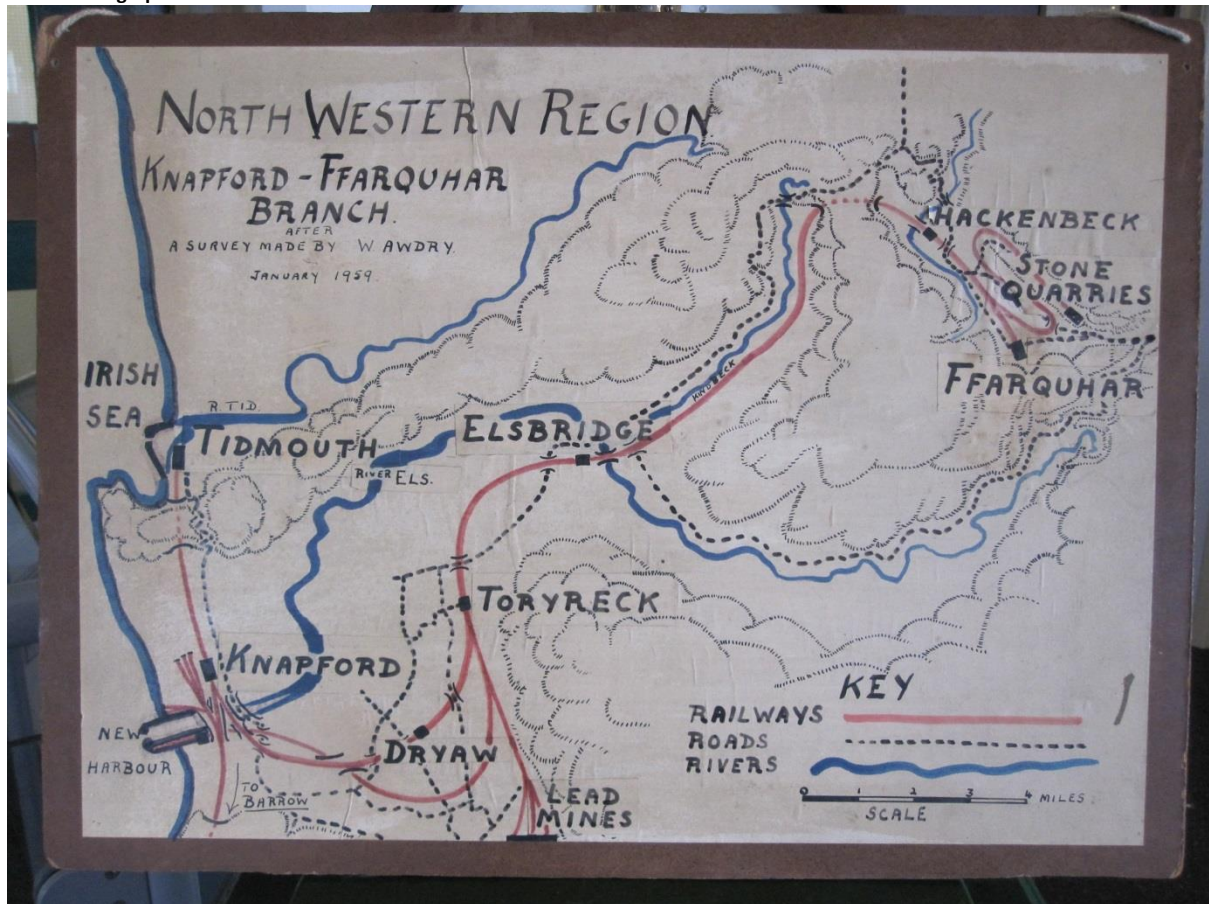 NORTH WESTERN REGION
KNAPFORD - FFARQUHAR
BRANCH.
AFTER
A SURVEY MADE BY W AWDRY.
JANUARY 1959.
HACKENBECK
STONE
QUARRIES
FFARQUHAR
IRISH
SEA
R. TID.
TIDMOUTH
ELSBRIDGE
RIVER ELS.
TORYRECK
KNAPFORD
NEW
HARBOUR
DRYAW
TO
BARROW
LEAD
MINES
KEY
RAILWAYS
ROADS
RIVERS
0 1 2 3 4 MILES.
SCALE